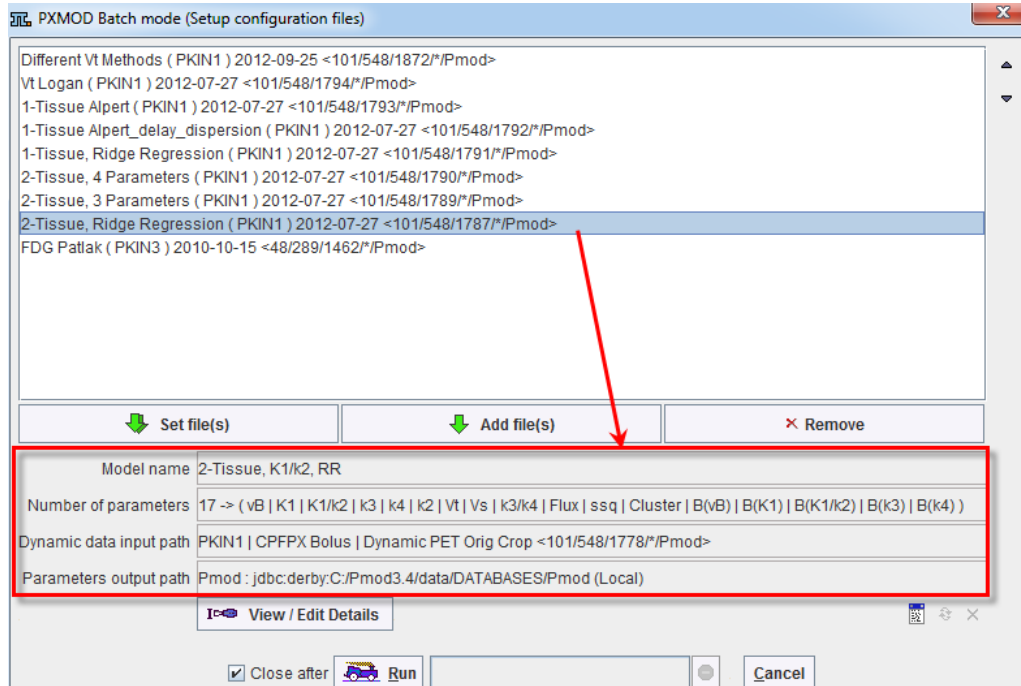 PXMOD Batch mode (Setup configuration files)
Different Vt Methods ( PKIN1 ) 2012-09-25 <101/548/1872/*/Pmod>
Vt Logan ( PKIN1 ) 2012-07-27 <101/548/1794/*/Pmod>
1-Tissue Alpert ( PKIN1 ) 2012-07-27 <101/548/1793/*/Pmod>
1-Tissue Alpert_delay_dispersion ( PKIN1 ) 2012-07-27 <101/548/1792/*/Pmod>
1-Tissue, Ridge Regression ( PKIN1 ) 2012-07-27 <101/548/1791/*/Pmod>
2-Tissue, 4 Parameters ( PKIN1 ) 2012-07-27 <101/548/1790/*/Pmod>
2-Tissue, 3 Parameters ( PKIN1 ) 2012-07-27 <101/548/1789/*/Pmod>
2-Tissue, Ridge Regression ( PKIN1 ) 2012-07-27 <101/548/1787/*/Pmod>
FDG Patlak ( PKIN3 ) 2010-10-15 <48/289/1462/*/Pmod>
Set file(s) Add file(s) Remove
Model name 2-Tissue, K1/k2, RR
Number of parameters 17 -> ( vB | K1 | K1/k2 | k3 | k4 | k2 | Vt | Vs | k3/k4 | Flux | ssq | Cluster | B(vB) | B(K1) | B(K1/k2) | B(k3) | B(k4) )
Dynamic data input path PKIN1 | CPFPX Bolus | Dynamic PET Orig Crop <101/548/1778/*/Pmod>
Parameters output path Pmod : jdbc:derby:C:/Pmod3.4/data/DATABASES/Pmod (Local)
View / Edit Details
Close after Run Cancel